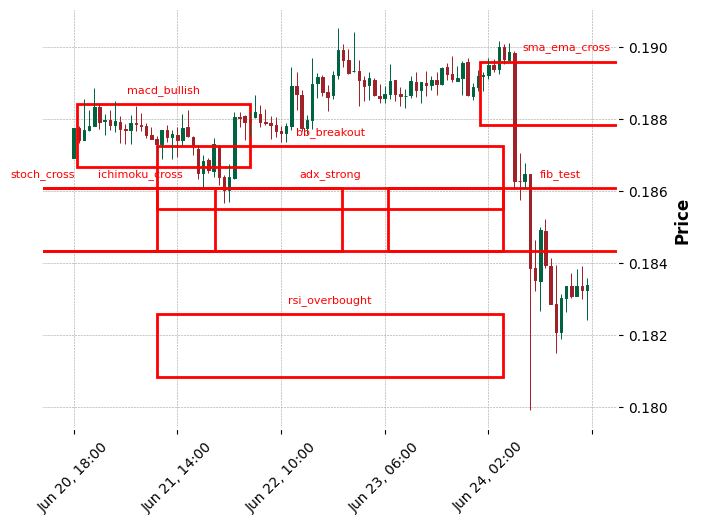 sma_ema_cross
0.190
macd_bullish
0.188
bb_breakout
stoch_cross
ichimoku_cross
adx_strong
fib_test
0.186
Price
0.184
rsi_overbought
0.182
0.180
Jun 20, 18:00
Jun 21, 14:00
Jun 22, 10:00
Jun 23, 06:00
Jun 24, 02:00